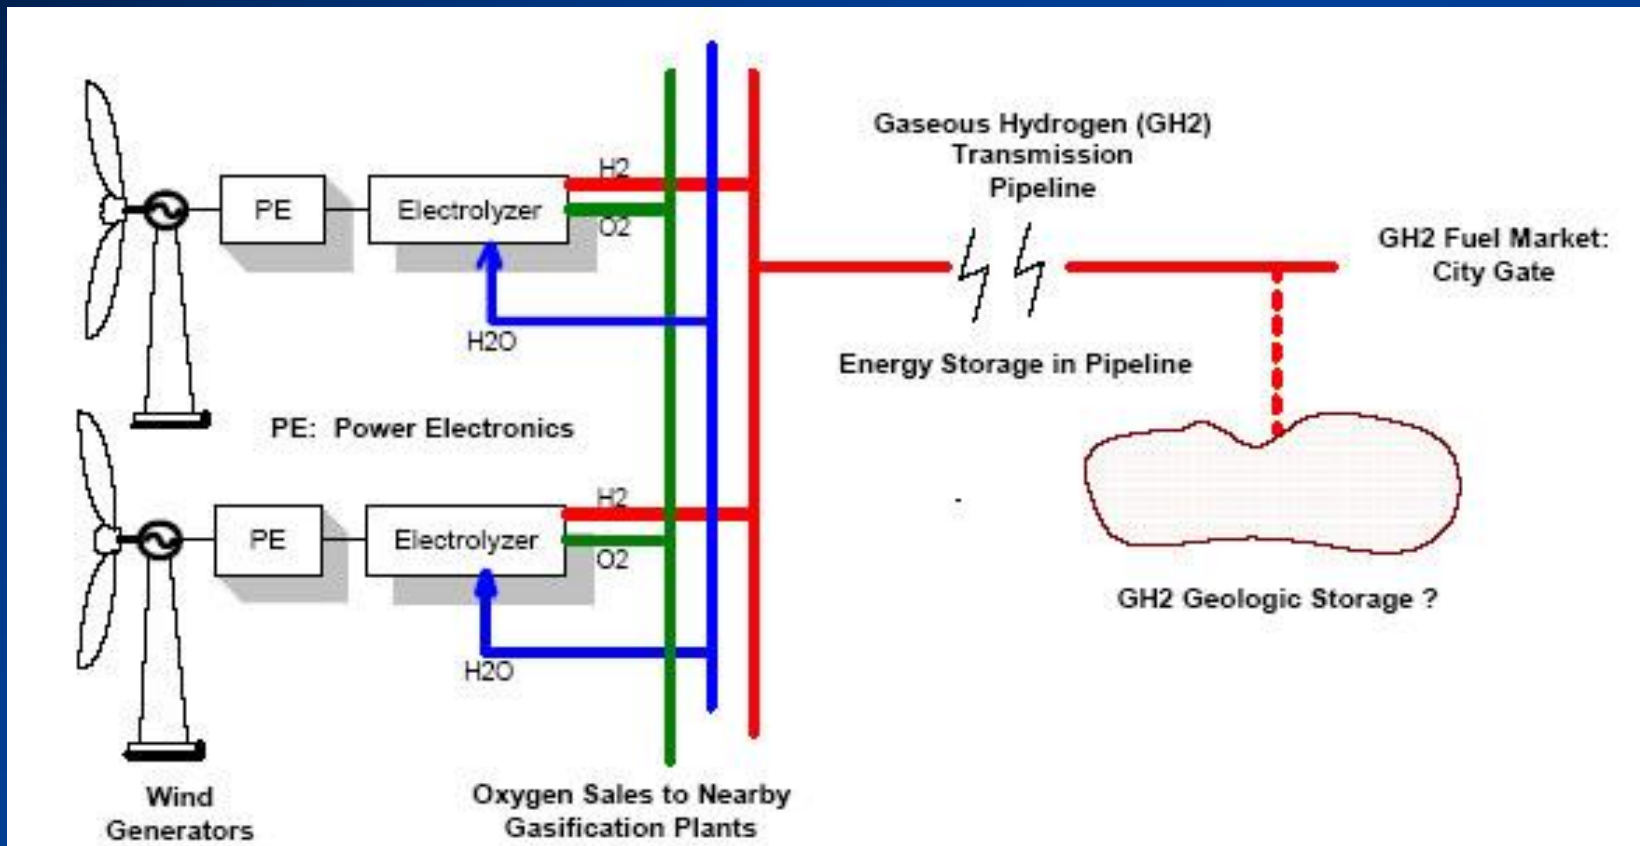 Gaseous Hydrogen (GH2)
Transmission
Pipeline
H2
PE
Electrolyzer
O2
GH2 Fuel Market:
City Gate
H2O
Energy Storage in Pipeline
PE: Power Electronics
H2
PE
Electrolyzer
O2
GH2 Geologic Storage ?
H2O
Wind
Generators
Oxygen Sales to Nearby
Gasification Plants